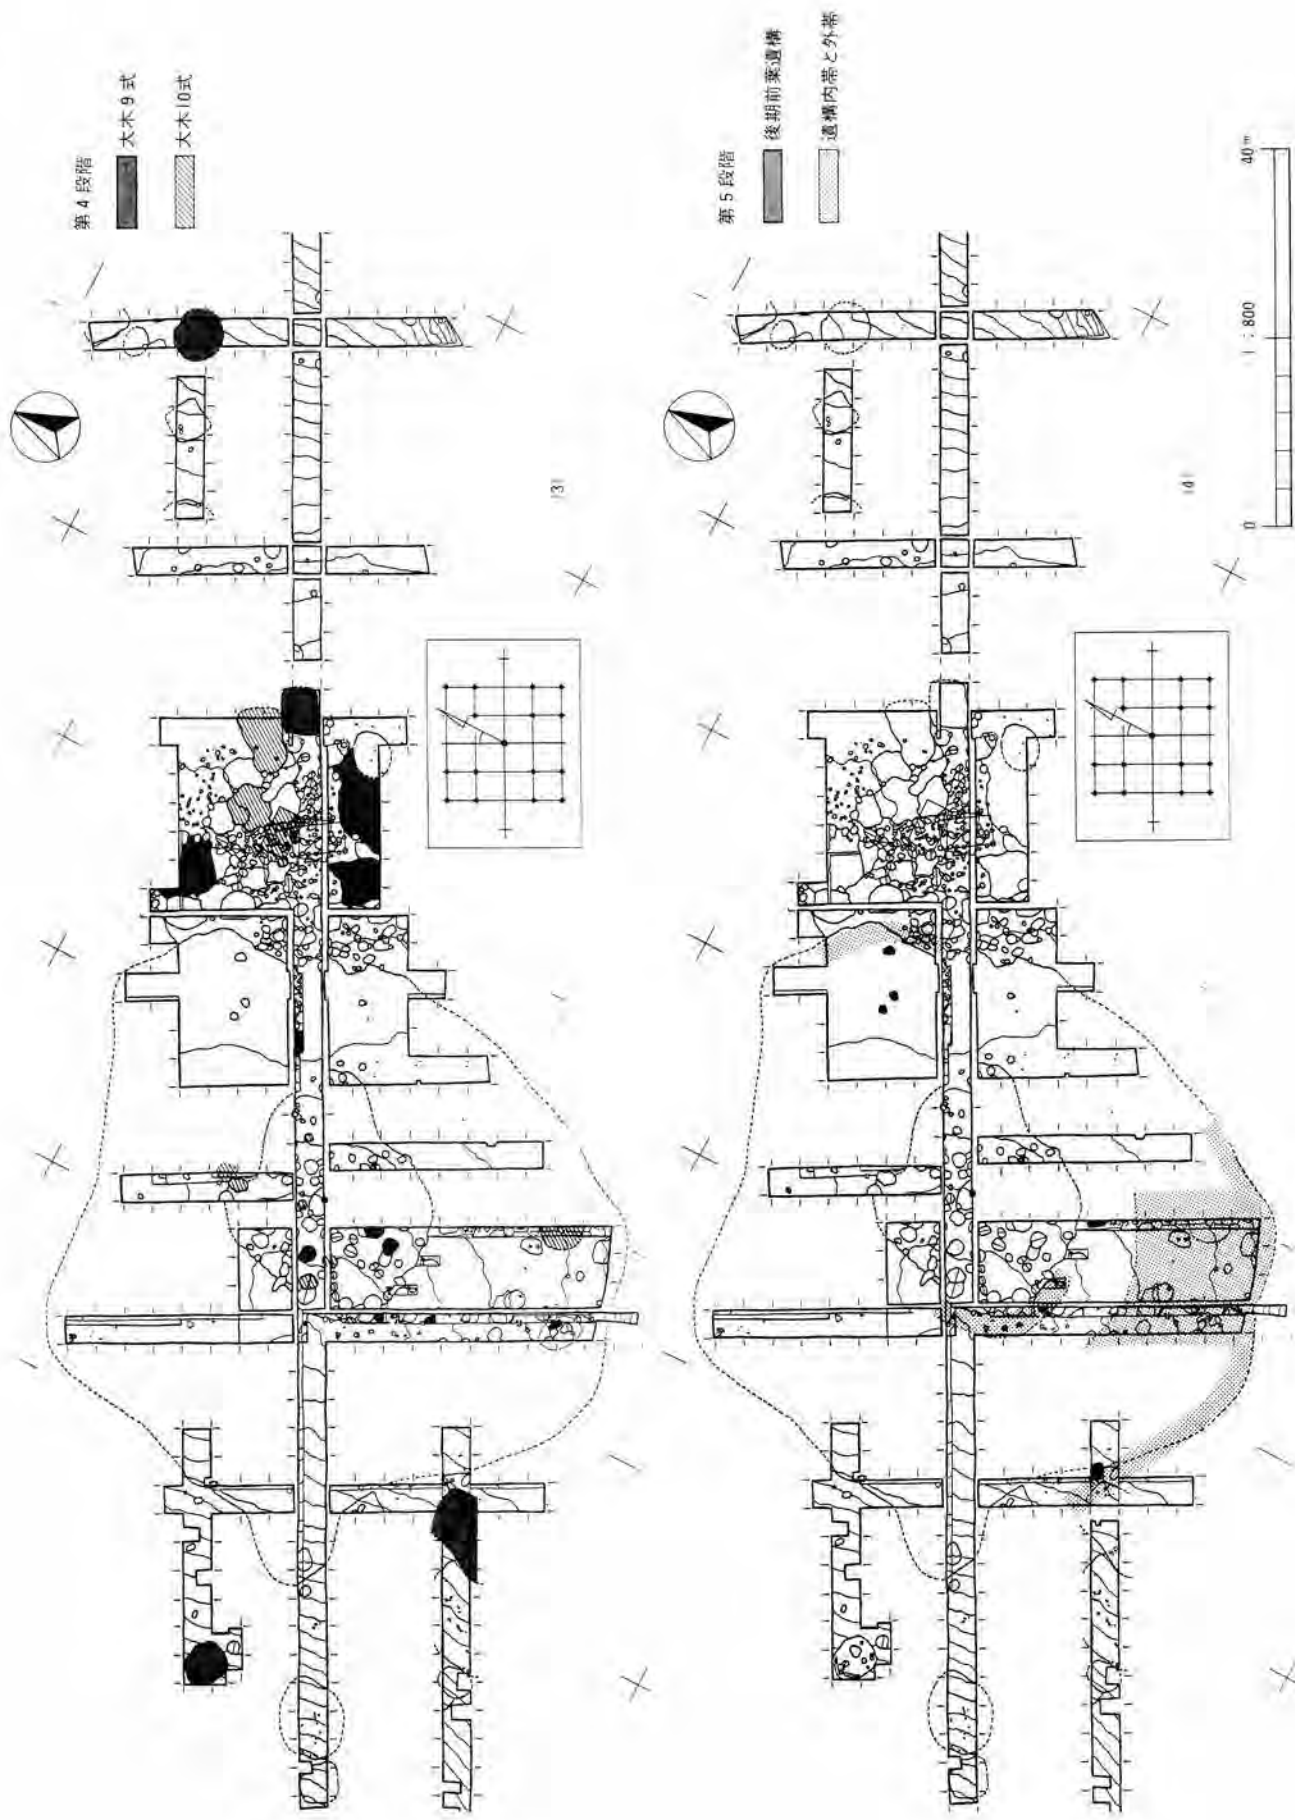 第4段階
大木9式
大木10式
(3)
第5段階
後期前葉遺構
遺構内帯と外帯
(4)
0
1:800
40m